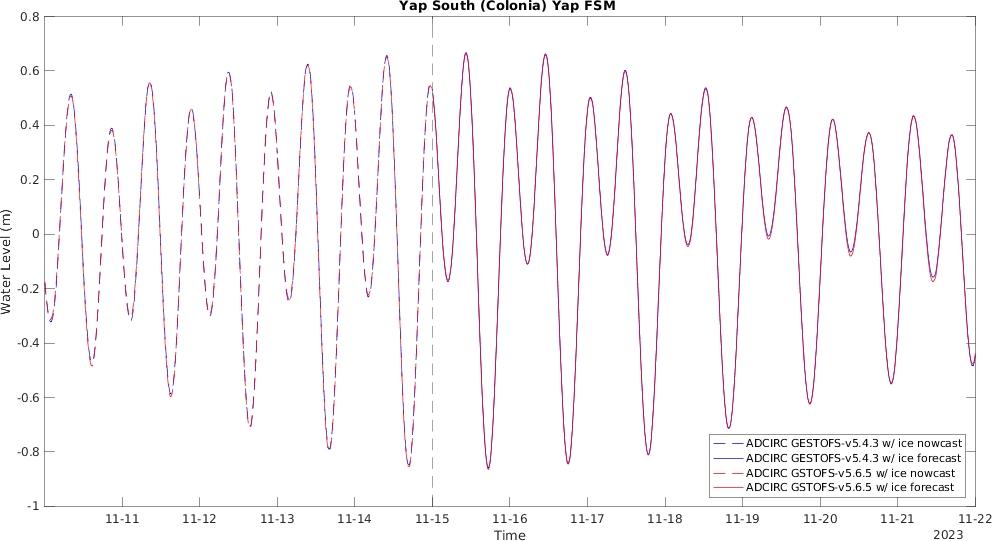 Yap South (Colonia) Yap FSM
Water Level (m)
0.8
0.6
0.4
0.2
0
-0.2
-0.4
-0.6
-0.8
-1
ADCIRC GESTOFS-v5.4.3 w/ ice nowcast
ADCIRC GESTOFS-v5.4.3 w/ ice forecast
ADCIRC GSTOFS-v5.6.5 w/ ice nowcast
ADCIRC GSTOFS-v5.6.5 w/ ice forecast
11-11 11-12 11-13 11-14 11-15 11-16 11-17 11-18 11-19 11-20 11-21 11-22
Time
2023